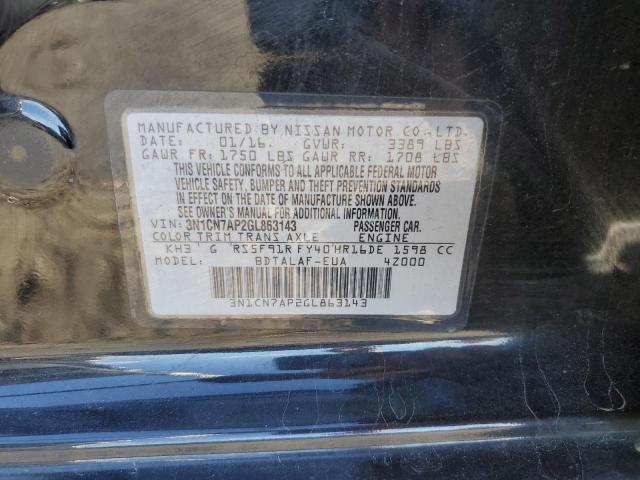 MANUFACTURED BY NISSAN MOTOR CO., LTD.
DATE: 01/16 GVWR: 3389 LBS
GAWR FR: 1750 LBS GAWR RR: 1708 LBS
THIS VEHICLE CONFORMS TO ALL APPLICABLE FEDERAL MOTOR
VEHICLE SAFETY, BUMPER AND THEFT PREVENTION STANDARDS
IN EFFECT ON THE DATE OF MANUFACTURE SHOWN ABOVE.
SEE OWNER'S MANUAL FOR ADDITIONAL INFORMATION.
VIN: 3N1CN7AP2GL863143 PASSENGER CAR.
COLOR TRIM TRANS AXLE ENGINE
KH3 G RS5F91R FY40 HR16DE 1598 CC
MODEL: BDTALAF-EUA 42000
3N1CN7AP2GL863143